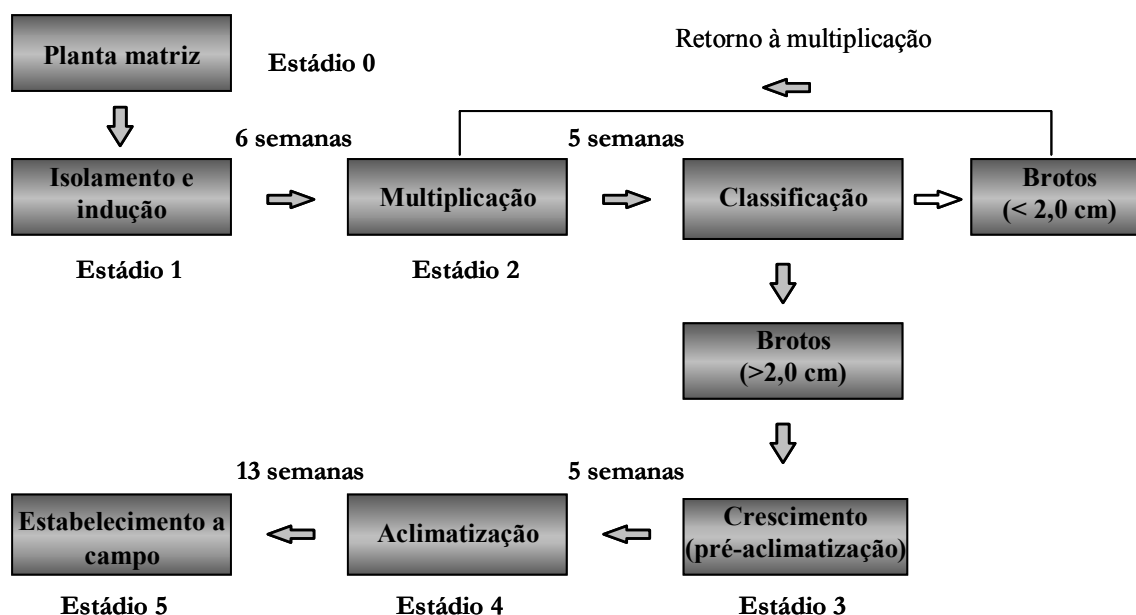 Planta matriz
Estádio 0
Retorno à multiplicação
6 semanas
5 semanas
Isolamento e
indução
Multiplicação
Classificação
Brotos
(< 2,0 cm)
Estádio 1
Estádio 2
Brotos
(>2,0 cm)
13 semanas
5 semanas
Estabelecimento a
campo
Aclimatização
Crescimento
(pré-aclimatização)
Estádio 5
Estádio 4
Estádio 3